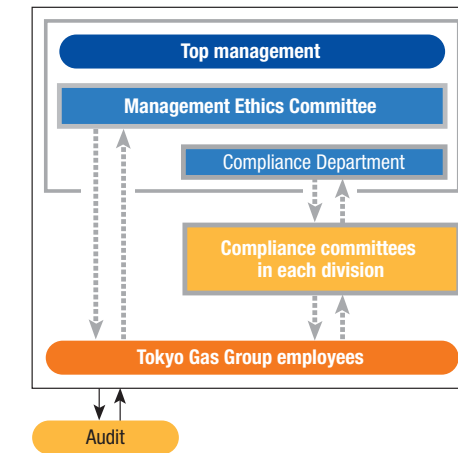 Top management
Management Ethics Committee
Compliance Department
Compliance committees
in each division
Tokyo Gas Group employees
Audit